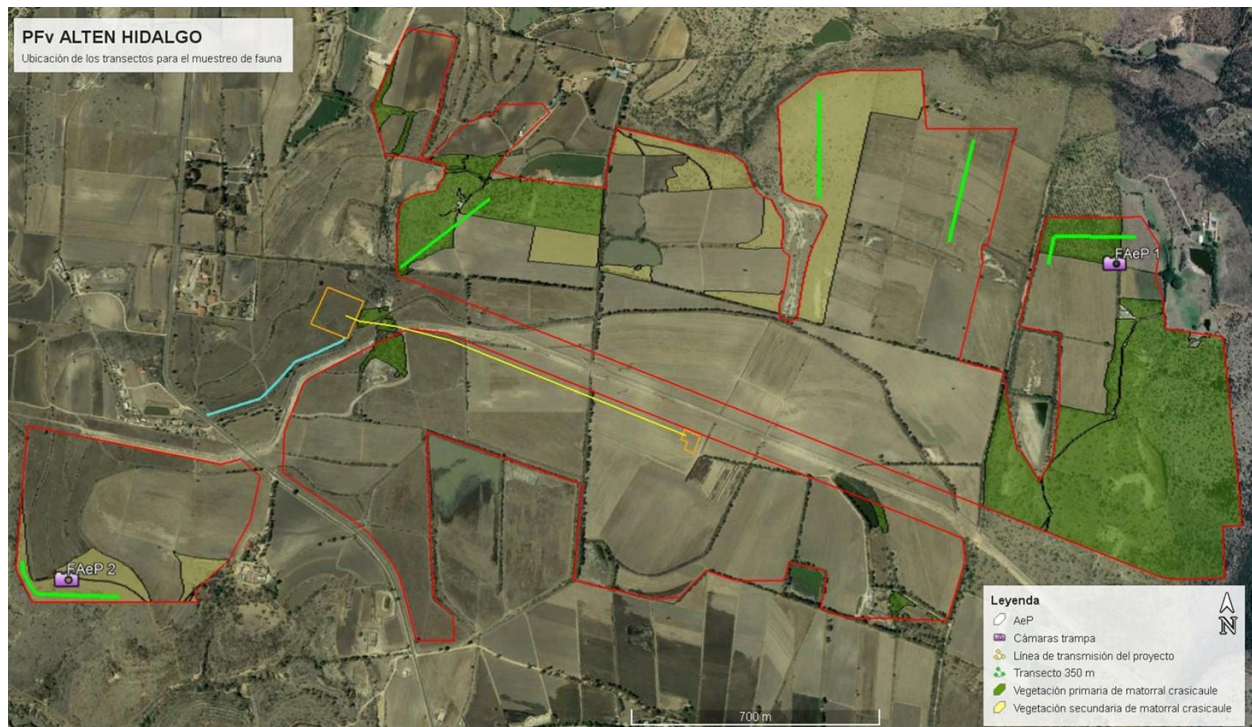 PFv ALTEN HIDALGO
Ubicación de los transectos para el muestreo de fauna
FAeP 1
FAeP 2
700 m
Leyenda
AeP
Cámaras trampa
Línea de transmisión del proyecto
Transecto 350 m
Vegetación primaria de matorral crasicaule
Vegetación secundaria de matorral crasicaule
N